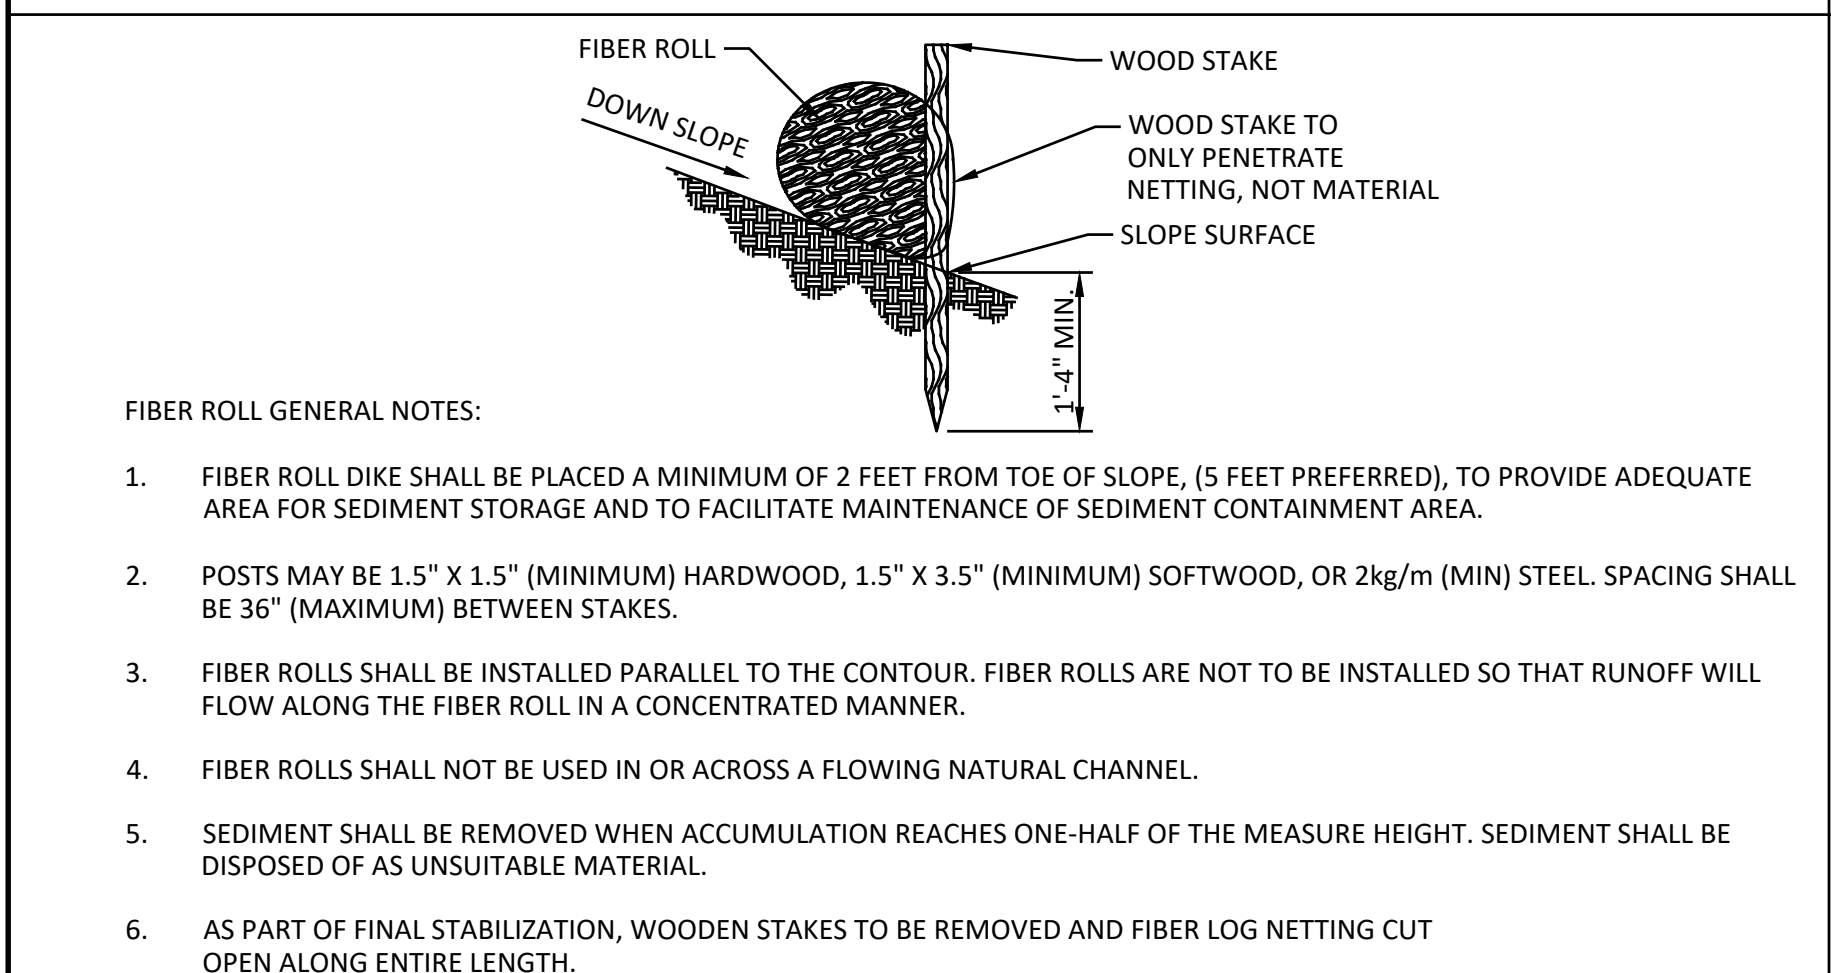 FIBER ROLL
WOOD STAKE
DOWN SLOPE
WOOD STAKE TO
ONLY PENETRATE
NETTING, NOT MATERIAL
SLOPE SURFACE
1'-4" MIN.
FIBER ROLL GENERAL NOTES:
1. FIBER ROLL DIKE SHALL BE PLACED A MINIMUM OF 2 FEET FROM TOE OF SLOPE, (5 FEET PREFERRED), TO PROVIDE ADEQUATE
AREA FOR SEDIMENT STORAGE AND TO FACILITATE MAINTENANCE OF SEDIMENT CONTAINMENT AREA.
2. POSTS MAY BE 1.5" X 1.5" (MINIMUM) HARDWOOD, 1.5" X 3.5" (MINIMUM) SOFTWOOD, OR 2kg/m (MIN) STEEL. SPACING SHALL
BE 36" (MAXIMUM) BETWEEN STAKES.
3. FIBER ROLLS SHALL BE INSTALLED PARALLEL TO THE CONTOUR. FIBER ROLLS ARE NOT TO BE INSTALLED SO THAT RUNOFF WILL
FLOW ALONG THE FIBER ROLL IN A CONCENTRATED MANNER.
4. FIBER ROLLS SHALL NOT BE USED IN OR ACROSS A FLOWING NATURAL CHANNEL.
5. SEDIMENT SHALL BE REMOVED WHEN ACCUMULATION REACHES ONE-HALF OF THE MEASURE HEIGHT. SEDIMENT SHALL BE
DISPOSED OF AS UNSUITABLE MATERIAL.
6. AS PART OF FINAL STABILIZATION, WOODEN STAKES TO BE REMOVED AND FIBER LOG NETTING CUT
OPEN ALONG ENTIRE LENGTH.